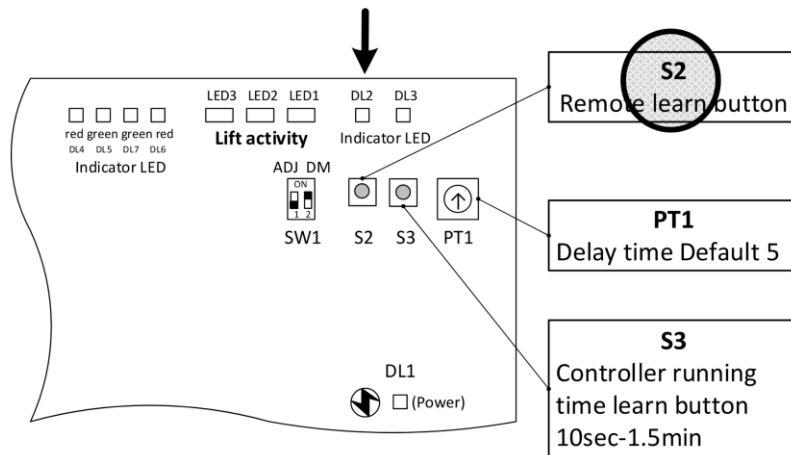 S2
Remote learn button
LED3 LED2 LED1 DL2 DL3
red green green red
DL4 DL5 DL7 DL6
Indicator LED
Lift activity
Indicator LED
ADJ DM
ON
1 2
SW1 S2 S3 PT1
PT1
Delay time Default 5
S3
Controller running
time learn button
10sec-1.5min
DL1
(Power)